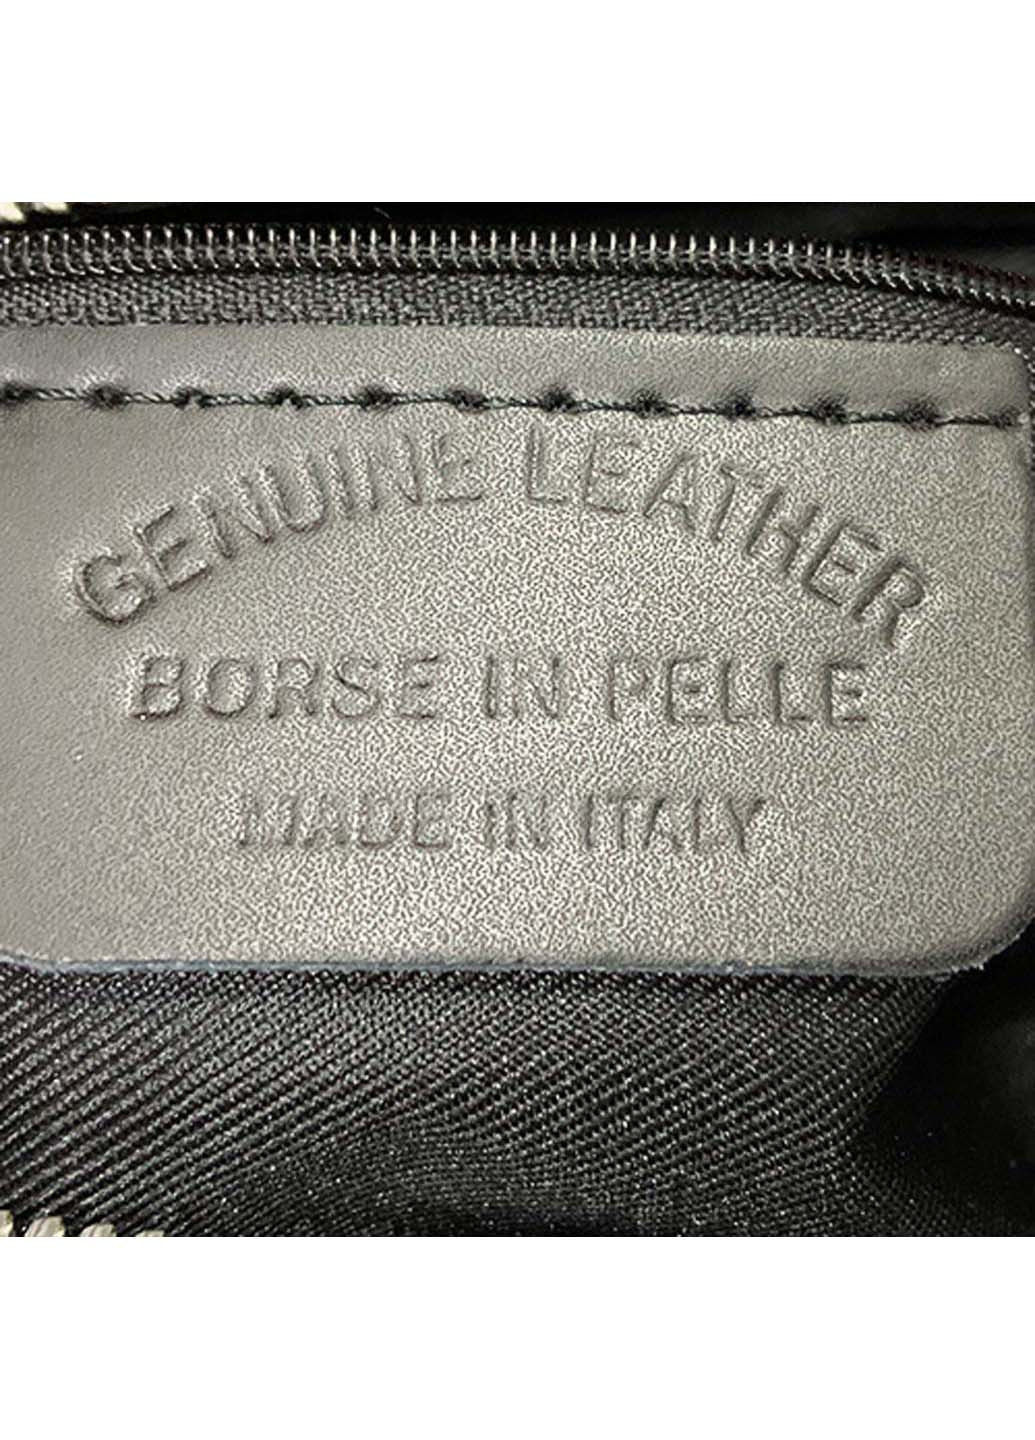 GENUINE LEATHER
BORSE IN PELLE
MADE IN ITALY